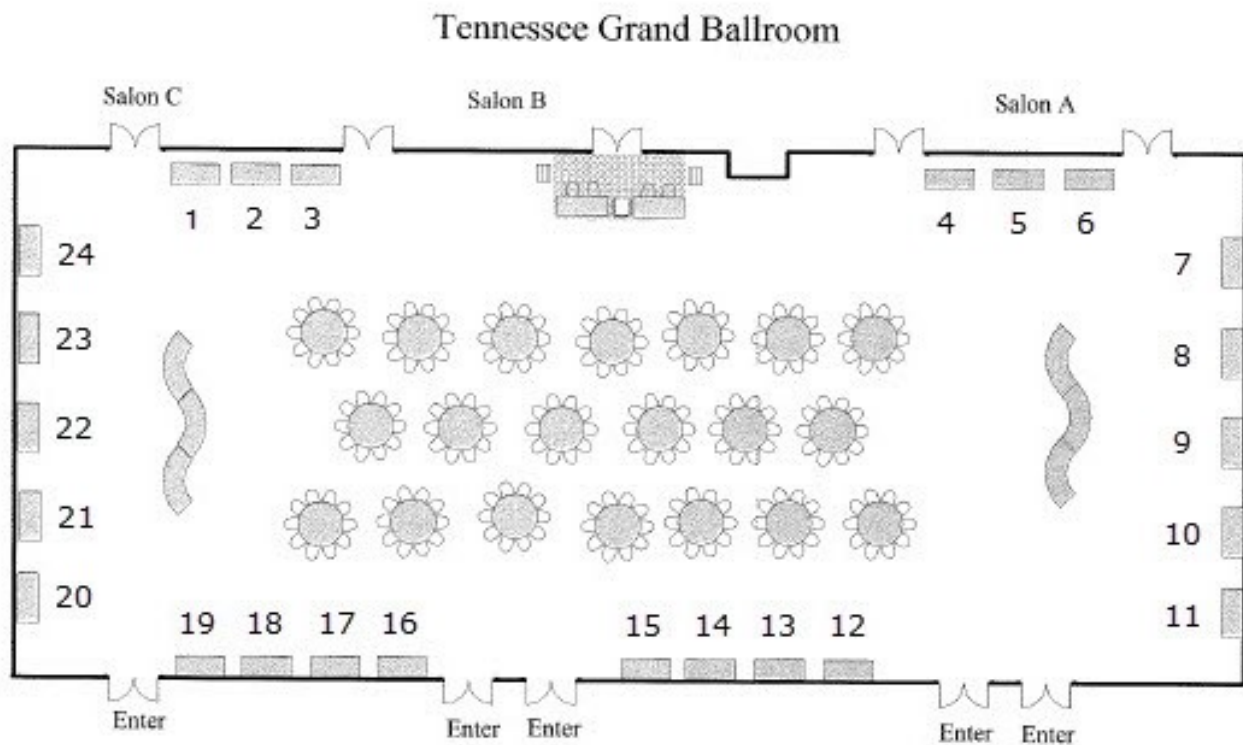 Tennessee Grand Ballroom
Salon C
Salon B
Salon A
1 2 3
4 5 6
24
7
23
8
22
9
21
10
20
11
19 18 17 16
15 14 13 12
Enter
Enter
Enter
Enter
Enter